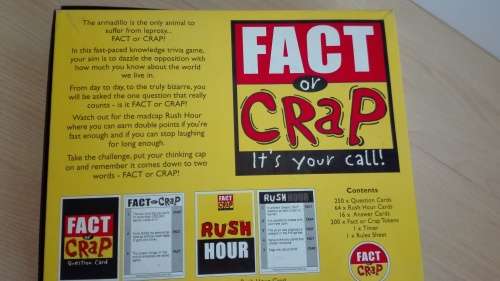 The armadillo is the only animal to
suffer from leprosy...
FACT or CRAP!
In this fast-paced knowledge trivia game,
your aim is to dazzle the opposition with
how much you know about the world
we live in.
From day to day, to the truly bizarre, you
will be asked the one question that really
counts - is it FACT or CRAP!
Watch out for the madcap Rush Hour
where you can earn double points if you're
fast enough and if you can stop laughing
for long enough.
Take the challenge, put your thinking cap
on and remember it comes down to two
words - FACT or CRAP!
FACT
or
CRAP
It's your call!
FACT
or
CRAP
Question Card
FACT or CRAP
FACT
CRAP
RUSH
HOUR
RUSH HOUR
Contents
250 x Question Cards
64 x Rush Hour Cards
16 x Answer Cards
200 x Fact or Crap Tokens
1 x Timer
1 x Rules Sheet
FACT
or
CRAP